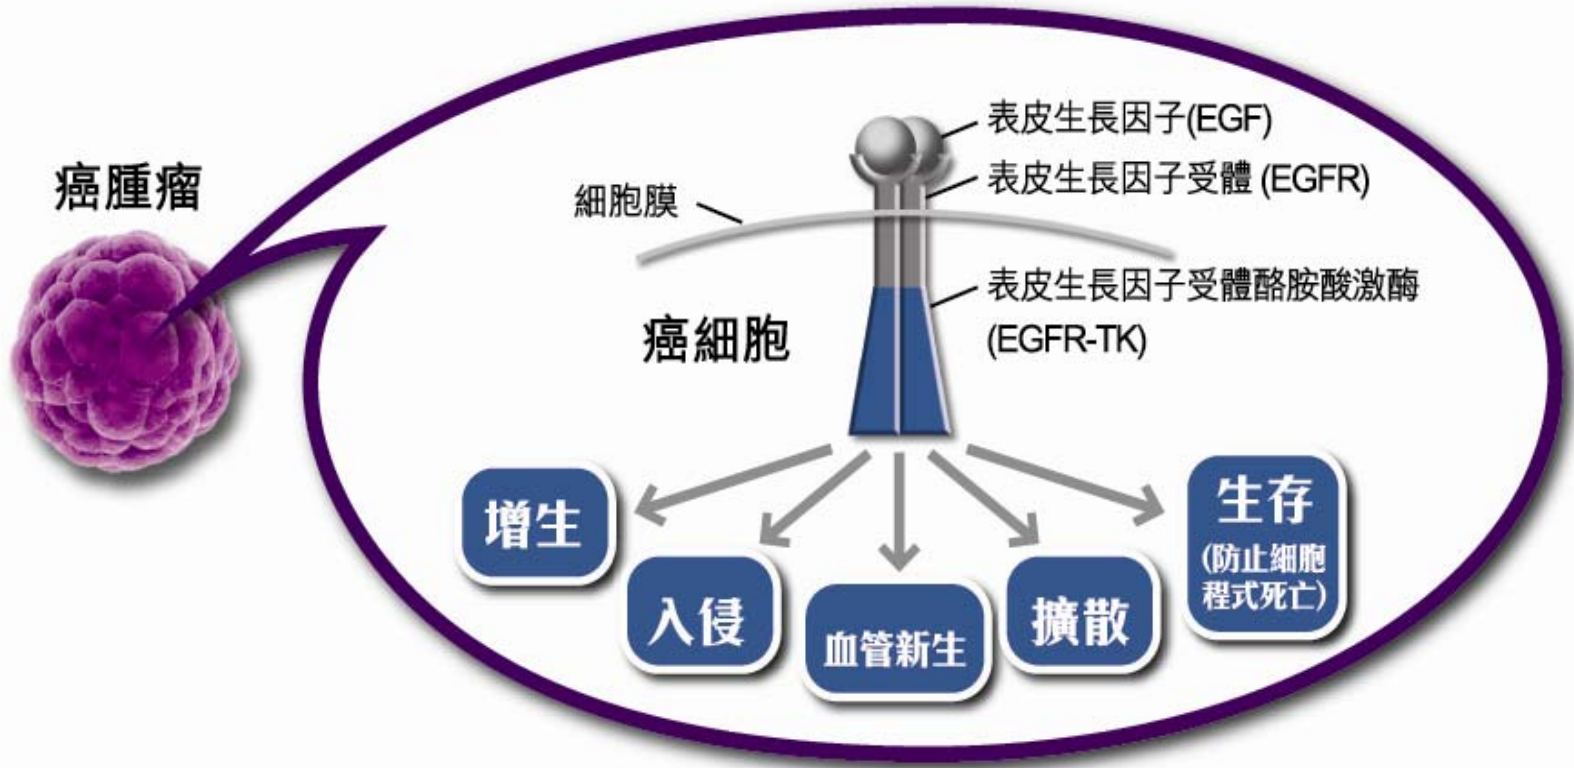 癌腫瘤
表皮生長因子(EGF)
表皮生長因子受體 (EGFR)
細胞膜
表皮生長因子受體酪胺酸激酶
(EGFR-TK)
癌細胞
增生
入侵
血管新生
擴散
生存
(防止細胞
程式死亡)